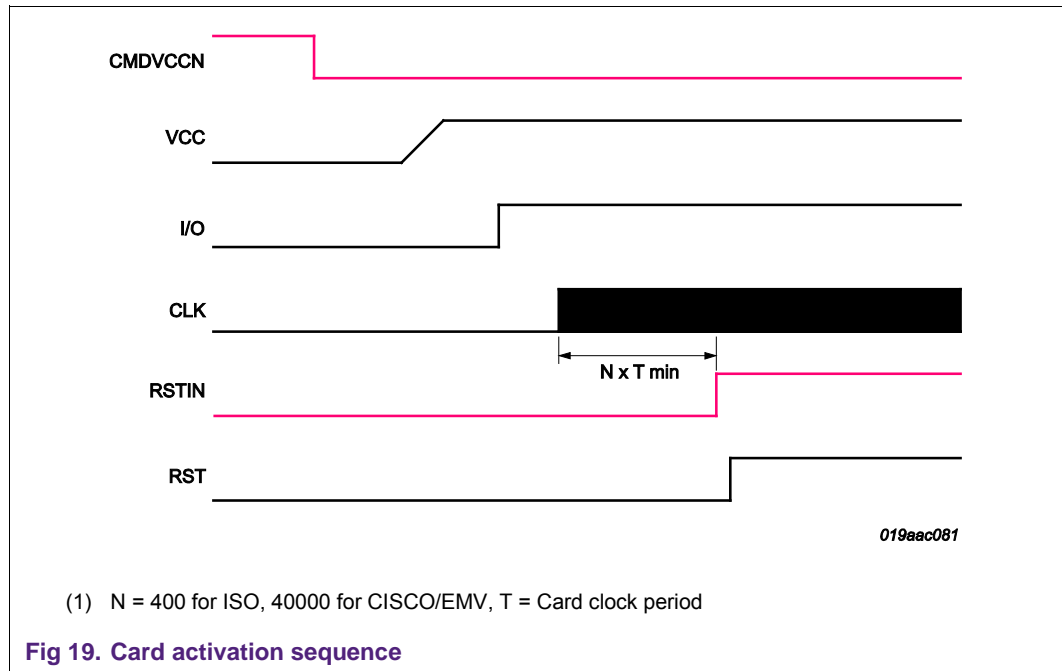 CMDVCCN
VCC
I/O
CLK
N x T min
RSTIN
RST
019aac081
(1) N = 400 for ISO, 40000 for CISCO/EMV, T = Card clock period
Fig 19. Card activation sequence